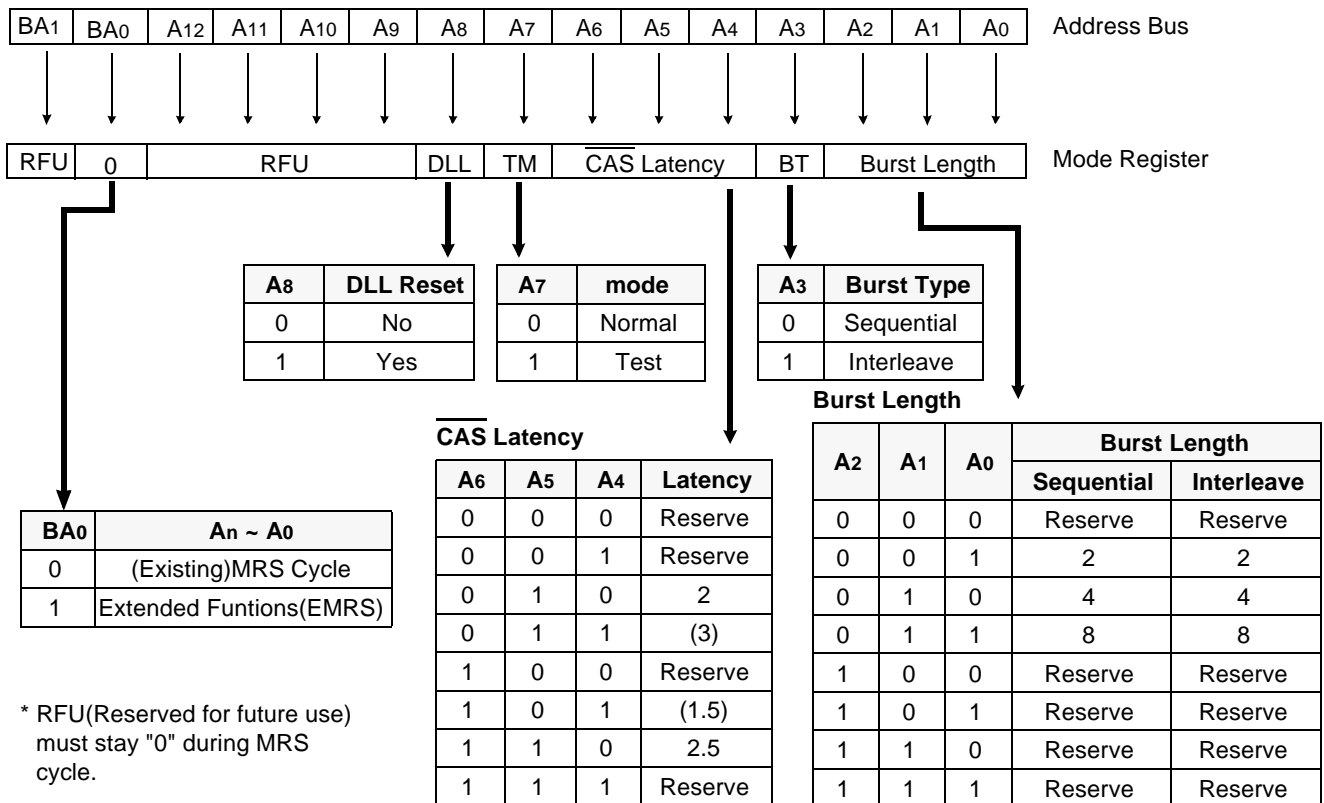 BA1 BA0 A12 A11 A10 A9 A8 A7 A6 A5 A4 A3 A2 A1 A0 Address Bus
RFU 0 RFU DLL TM CAS Latency BT Burst Length Mode Register
A8 DLL Reset
0 No
1 Yes
A7 mode
0 Normal
1 Test
A3 Burst Type
0 Sequential
1 Interleave
BA0 An ~ A0
0 (Existing)MRS Cycle
1 Extended Funtions(EMRS)
* RFU(Reserved for future use)
must stay "0" during MRS
cycle.
CAS Latency
A6 A5 A4 Latency
0 0 0 Reserve
0 0 1 Reserve
0 1 0 2
0 1 1 (3)
1 0 0 Reserve
1 0 1 (1.5)
1 1 0 2.5
1 1 1 Reserve
Burst Length
A2 A1 A0 Burst Length
Sequential Interleave
0 0 0 Reserve Reserve
0 0 1 2 2
0 1 0 4 4
0 1 1 8 8
1 0 0 Reserve Reserve
1 0 1 Reserve Reserve
1 1 0 Reserve Reserve
1 1 1 Reserve Reserve